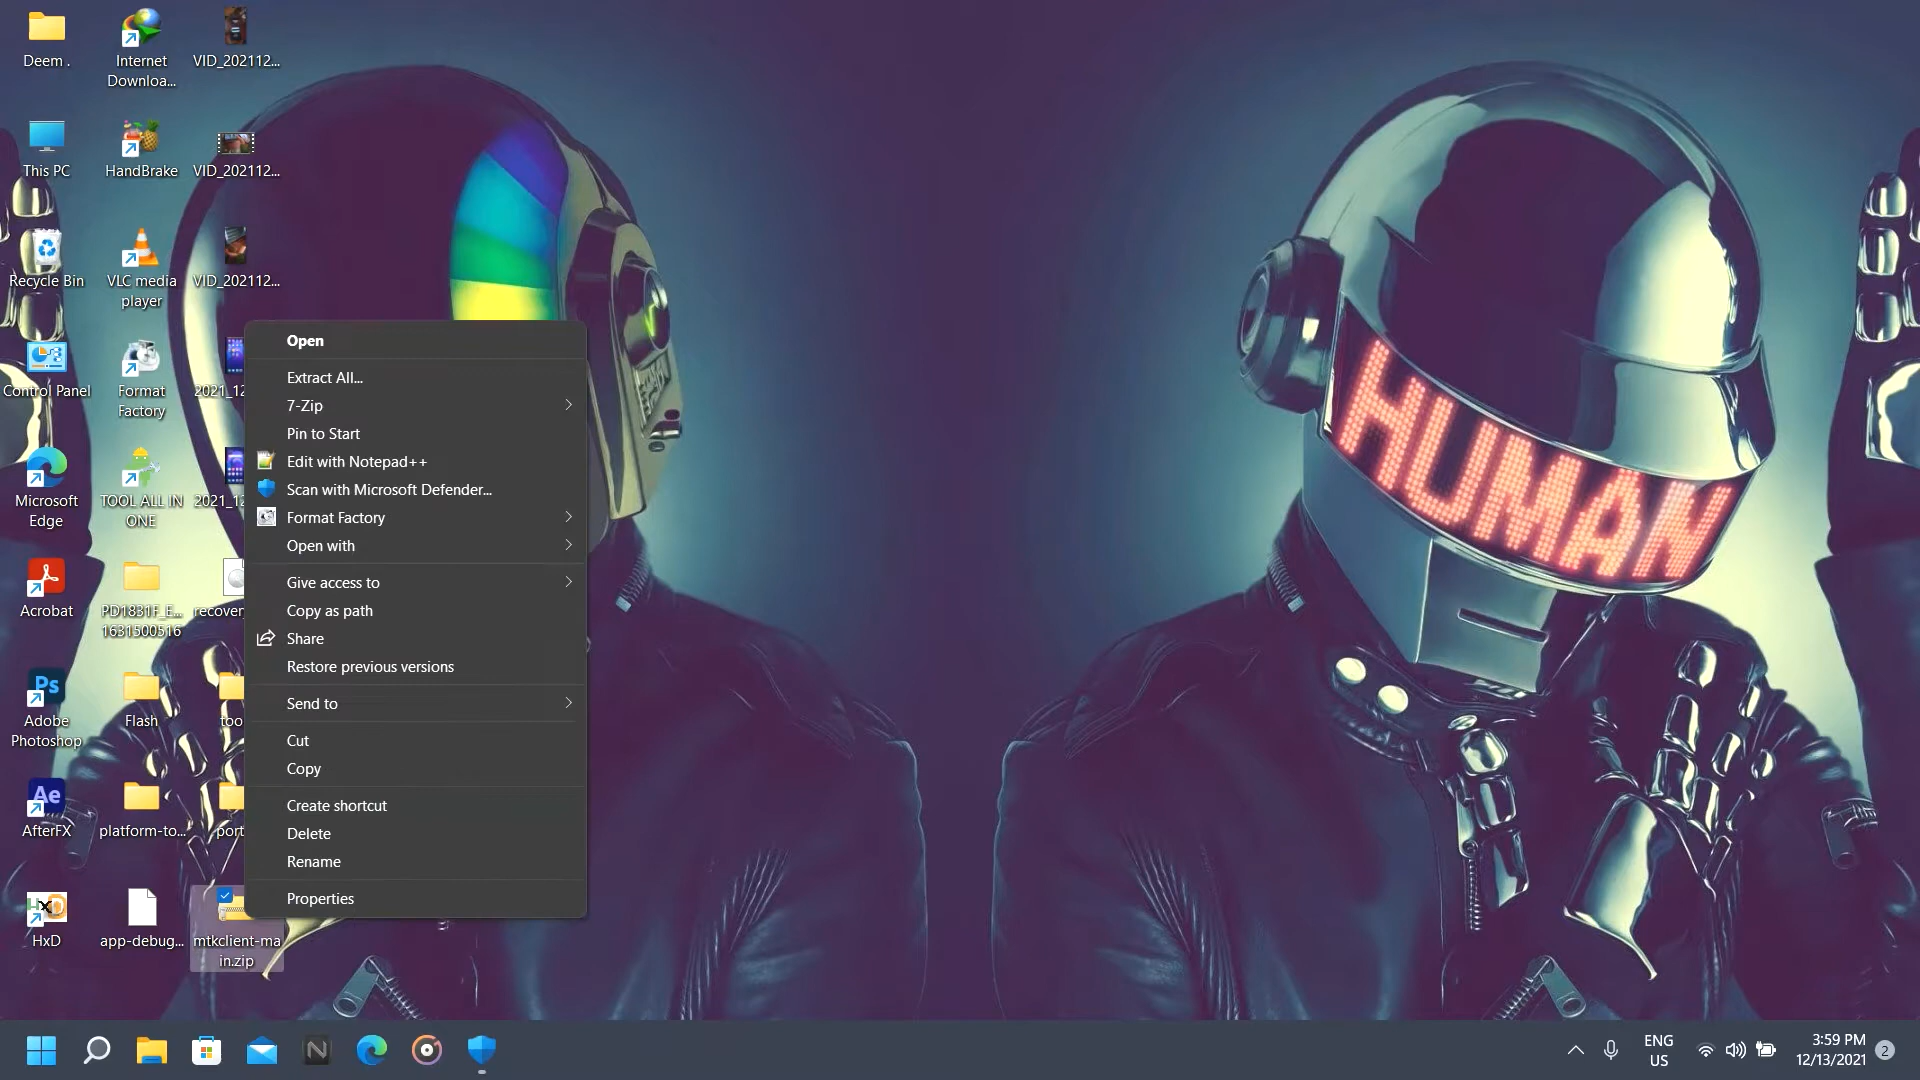 Deem .
Internet
Downloa...
VID_202112...
This PC
HandBrake
VID_202112...
Recycle Bin
VLC media
player
VID_202112...
Control Panel
Format
Factory
2021_12
Microsoft
Edge
TOOL ALL IN
ONE
2021_12
Acrobat
PD1831F_E...
1631500516
recover
Ps
Adobe
Photoshop
Flash
too
Ae
AfterFX
platform-to...
port
HxD
HxD
app-debug...
mtkclient-ma
in.zip
Open
Extract All...
7-Zip
Pin to Start
Edit with Notepad++
Scan with Microsoft Defender...
Format Factory
Open with
Give access to
Copy as path
Share
Restore previous versions
Send to
Cut
Copy
Create shortcut
Delete
Rename
Properties
HUMAN
N
ENG
US
3:59 PM
12/13/2021
2